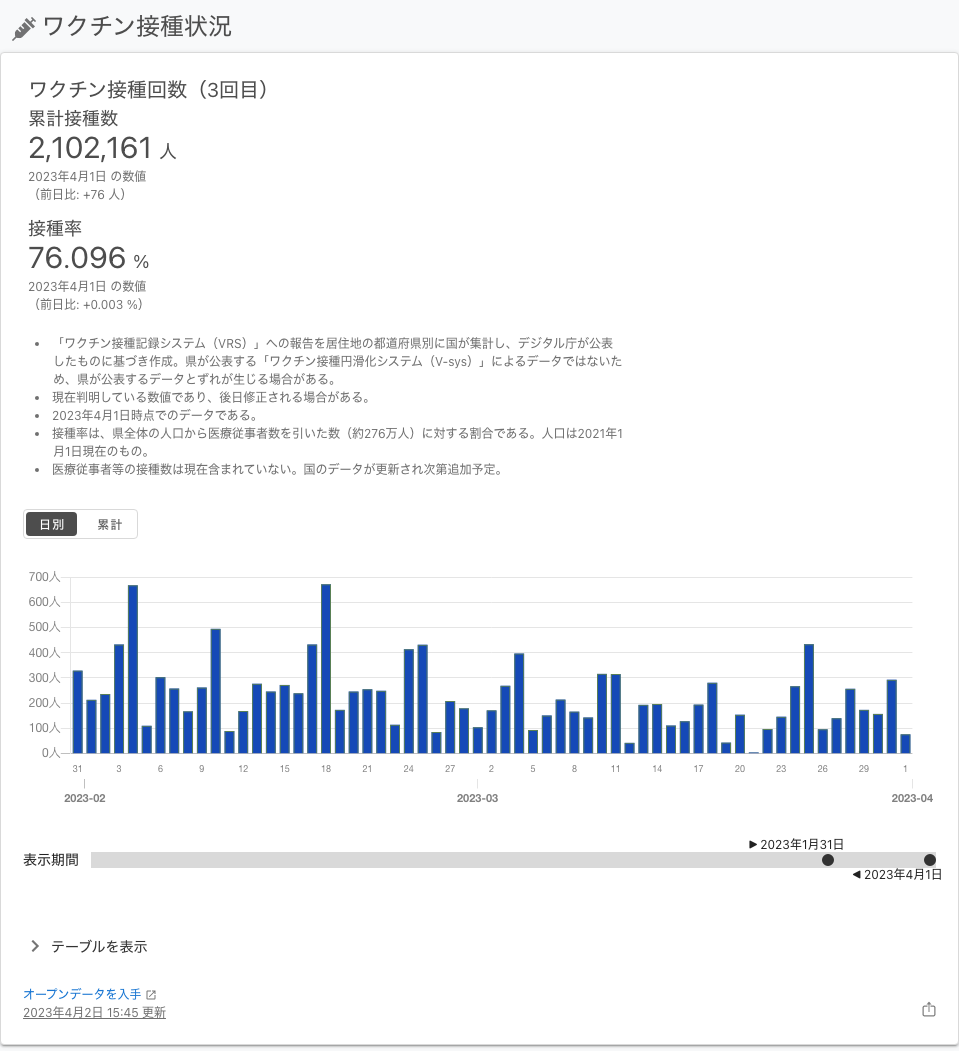 ワクチン接種状況
ワクチン接種回数（3回目）
累計接種数
2,102,161 人
2023年4月1日 の数値
（前日比: +76 人）
接種率
76.096 %
2023年4月1日 の数値
（前日比: +0.003 %）
• 「ワクチン接種記録システム（VRS）」への報告を居住地の都道府県別に国が集計し、デジタル庁が公表
したものに基づき作成。県が公表する「ワクチン接種円滑化システム（V-sys）」によるデータではないた
め、県が公表するデータとずれが生じる場合がある。
• 現在判明している数値であり、後日修正される場合がある。
• 2023年4月1日時点でのデータである。
• 接種率は、県全体の人口から医療従事者数を引いた数（約276万人）に対する割合である。人口は2021年1
月1日現在のもの。
• 医療従事者等の接種数は現在含まれていない。国のデータが更新され次第追加予定。
日別 累計
700人
600人
500人
400人
300人
200人
100人
0人
31 3 6 9 12 15 18 21 24 27 2 5 8 11 14 17 20 23 26 29 1
2023-02 2023-03 2023-04
▶ 2023年1月31日
表示期間
◀ 2023年4月1日
テーブルを表示
オープンデータを入手
2023年4月2日 15:45 更新